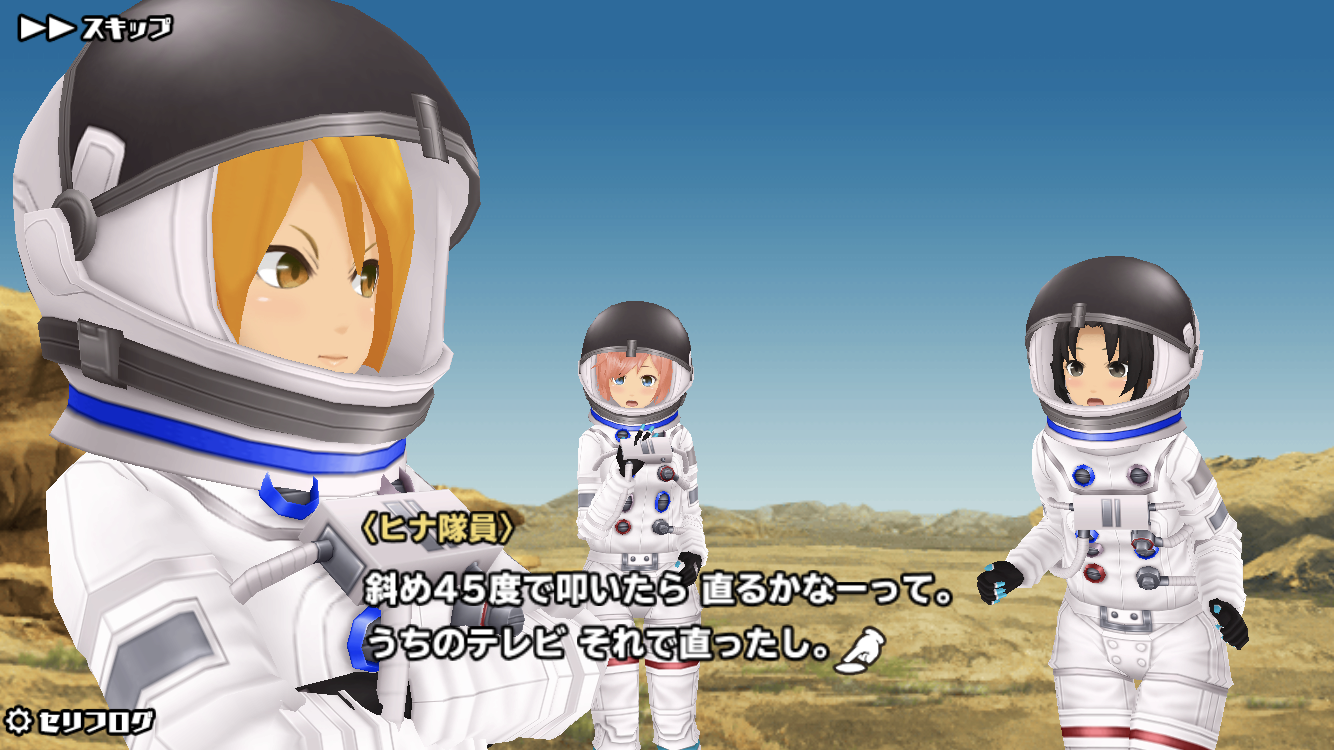 ▶▶スキップ
〈ヒナ隊員〉
斜め45度で叩いたら 直るかなーって。
うちのテレビ それで直ったし。
セリフログ